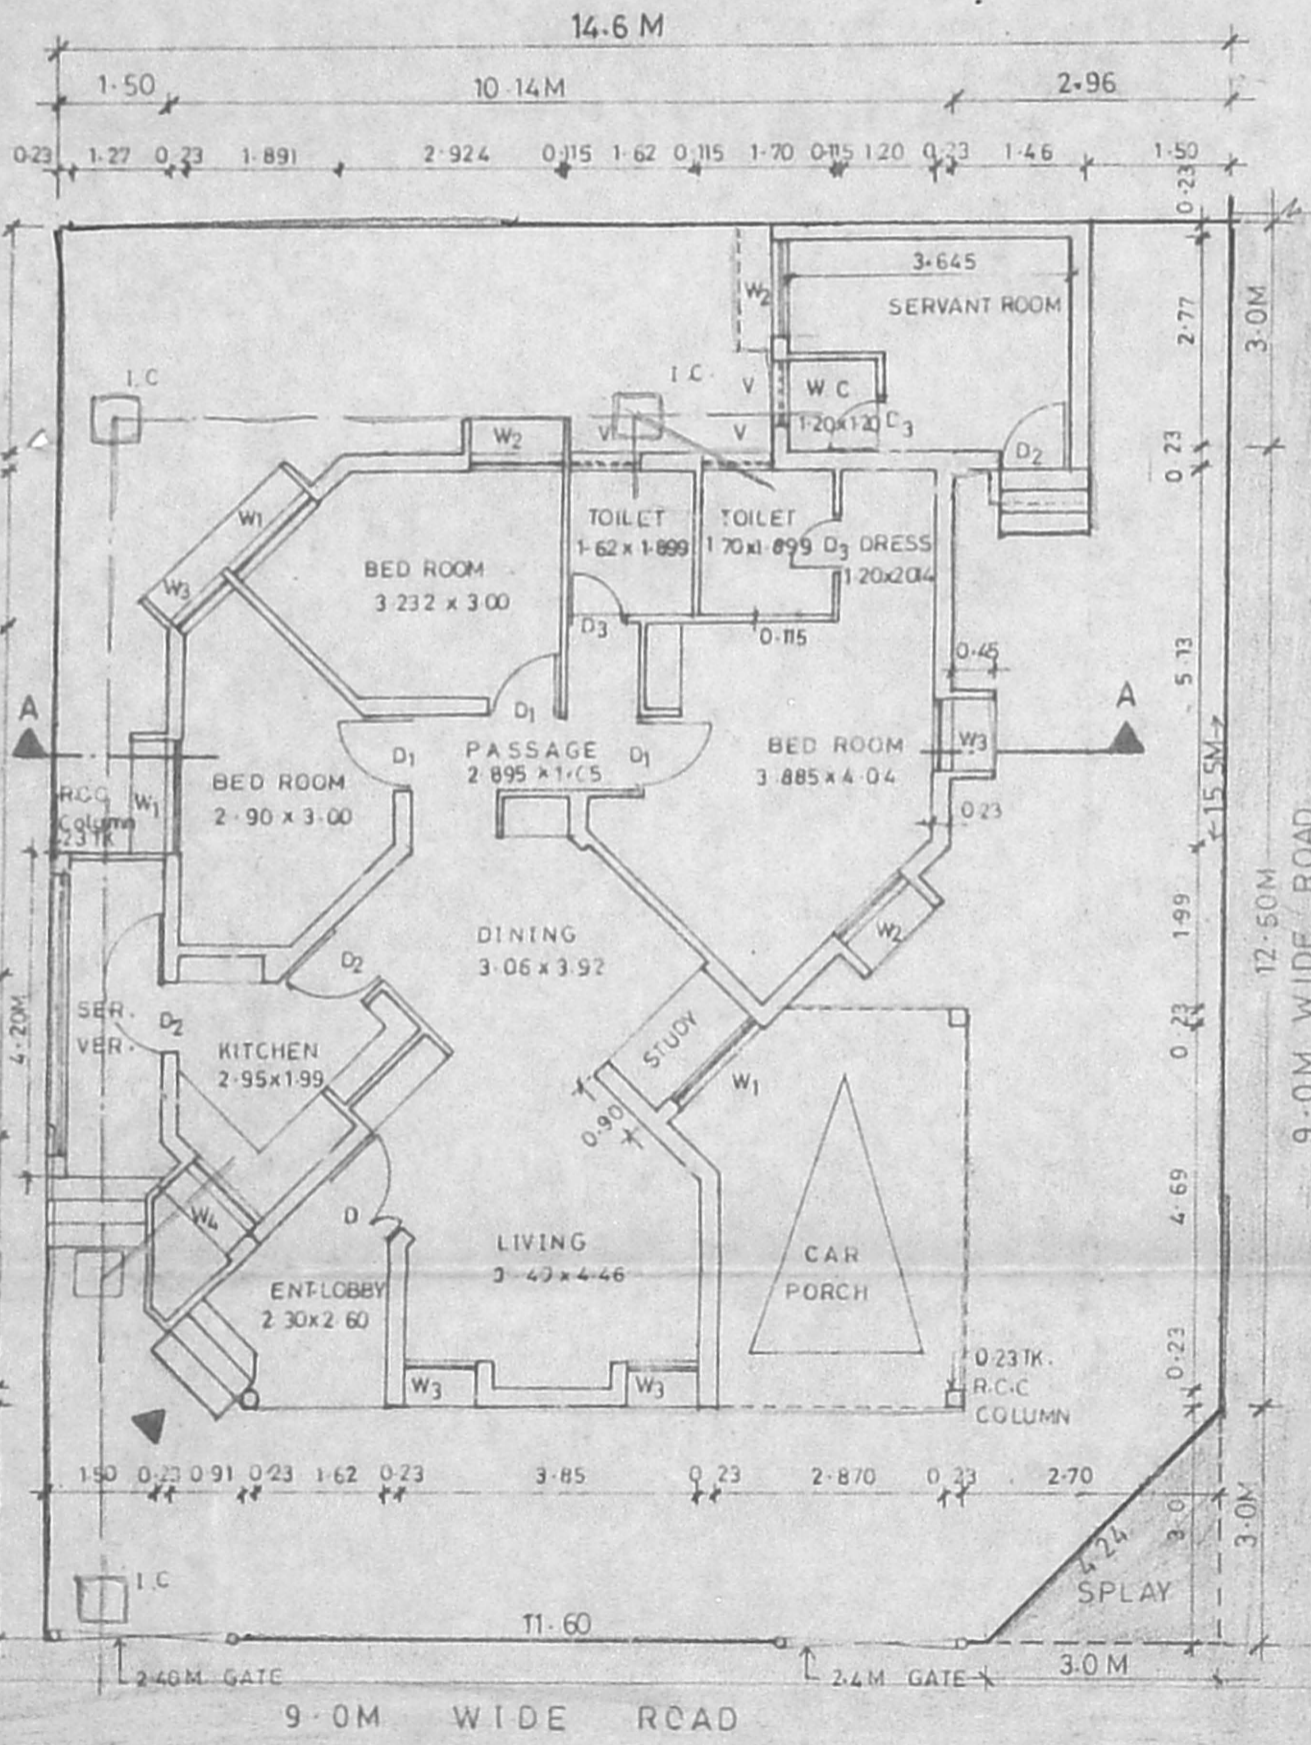 14.6 M
1.50 10.14M 2.96
0.23 1.27 0.23 1.891 2.924 0.115 1.62 0.115 1.70 0.115 1.20 0.23 1.46 1.50
0.23
3.645
W2
SERVANT ROOM
2.77
3.0M
I.C
I.C.
V
W C
1.20x1.20
D3
W2
V
V
D2
0.23
W1
TOILET
1.62 x 1.899
TOILET
1.70x1.899
D3
DRESS
1.20x2.014
BED ROOM
3.232 x 3.00
W3
D3
0.115
0.45
5.13
A
A
D1
PASSAGE
D1
D1
BED ROOM
3.885 x 4.04
W3
15.5M
BED ROOM
2.90 x 3.00
R.C.C
Column
.23 TK
W1
0.23
DINING
3.06 x 3.92
W2
1.99
12.50M
9.0M WIDE ROAD
D2
4.20M
SER.
VER.
D2
KITCHEN
2.95x1.99
STUDY
0.23
W1
0.90
4.69
W4
D
LIVING
CAR
PORCH
ENT.LOBBY
2.30x2.60
W3
W3
0.23 TK.
R.C.C
COLUMN
0.23
1.50 0.23 0.91 0.23 1.62 0.23 3.85 0.23 2.870 0.23 2.70
3.0
3.0M
4.24
SPLAY
I.C
11.60
2.40M GATE
2.4M GATE
3.0 M
9.0M WIDE ROAD